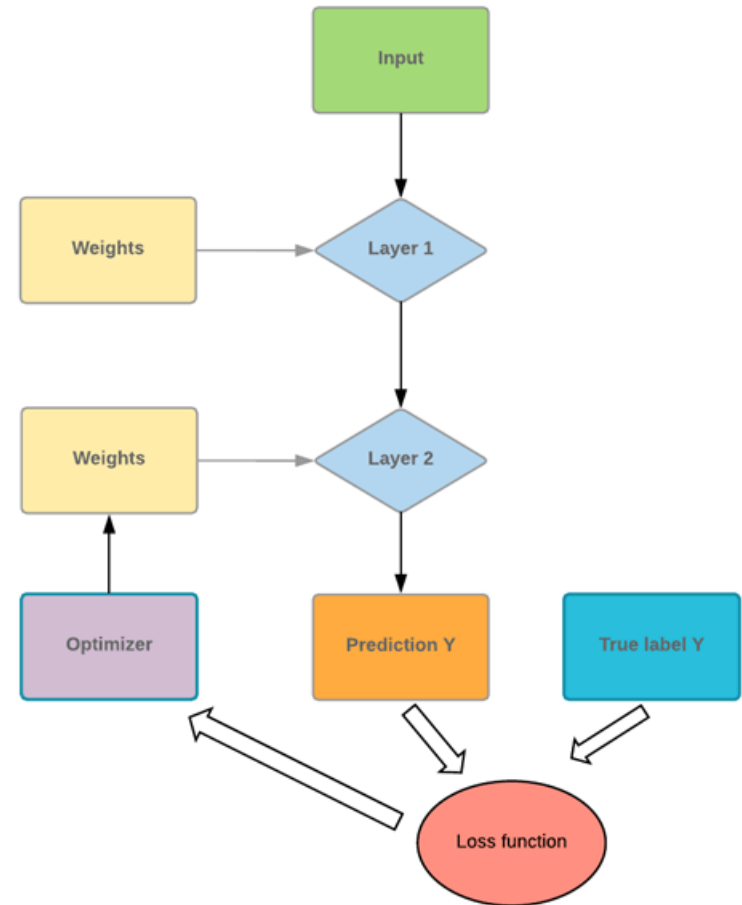 Input
Weights
Layer 1
Weights
Layer 2
Optimizer
Prediction Y
True label Y
Loss function